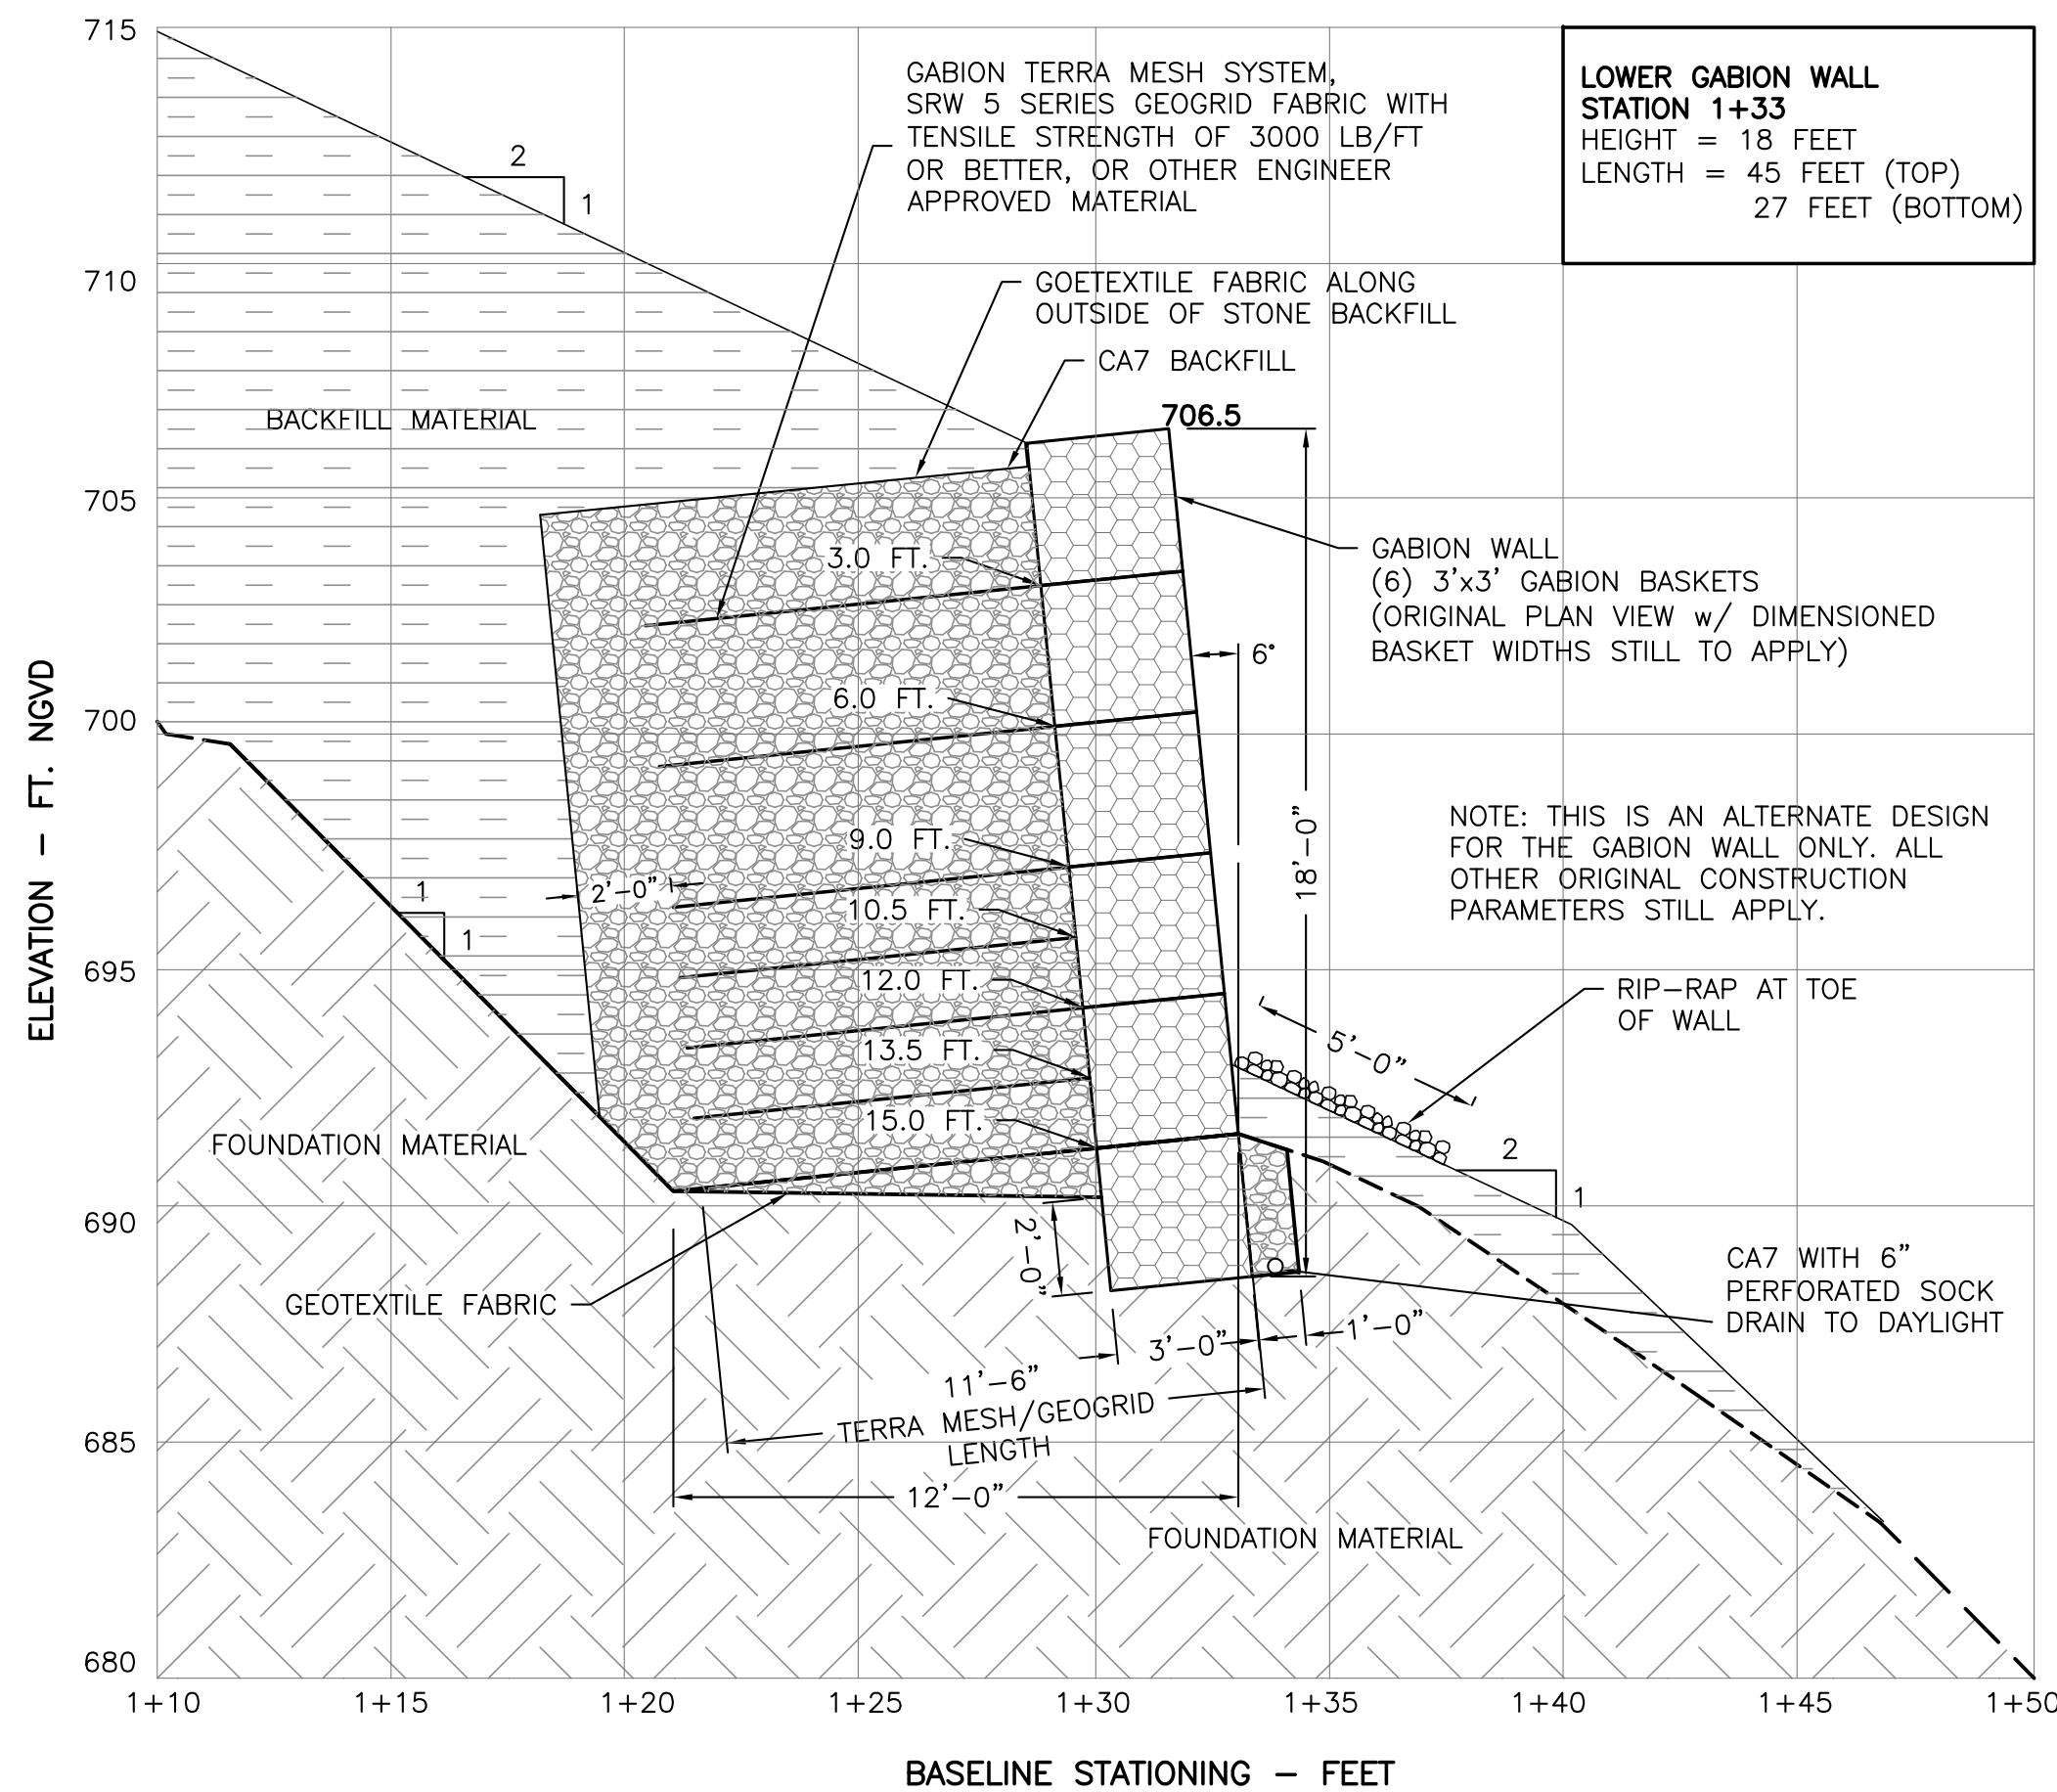 715
710
705
700
695
690
685
680
ELEVATION – FT. NGVD
1+10
1+15
1+20
1+25
1+30
1+35
1+40
1+45
1+50
BASELINE STATIONING – FEET
LOWER GABION WALL
STATION 1+33
HEIGHT = 18 FEET
LENGTH = 45 FEET (TOP)
27 FEET (BOTTOM)
GABION TERRA MESH SYSTEM,
SRW 5 SERIES GEOGRID FABRIC WITH
TENSILE STRENGTH OF 3000 LB/FT
OR BETTER, OR OTHER ENGINEER
APPROVED MATERIAL
2
1
GOETEXTILE FABRIC ALONG
OUTSIDE OF STONE BACKFILL
CA7 BACKFILL
706.5
BACKFILL MATERIAL
GABION WALL
(6) 3'x3' GABION BASKETS
(ORIGINAL PLAN VIEW w/ DIMENSIONED
BASKET WIDTHS STILL TO APPLY)
3.0 FT.
6°
6.0 FT.
18'-0"
9.0 FT.
2'-0"
10.5 FT.
12.0 FT.
13.5 FT.
15.0 FT.
1
1
NOTE: THIS IS AN ALTERNATE DESIGN
FOR THE GABION WALL ONLY. ALL
OTHER ORIGINAL CONSTRUCTION
PARAMETERS STILL APPLY.
RIP-RAP AT TOE
OF WALL
5'-0"
2
1
FOUNDATION MATERIAL
2'-0"
GEOTEXTILE FABRIC
CA7 WITH 6"
PERFORATED SOCK
DRAIN TO DAYLIGHT
3'-0"
1'-0"
11'-6"
TERRA MESH/GEOGRID
LENGTH
12'-0"
FOUNDATION MATERIAL